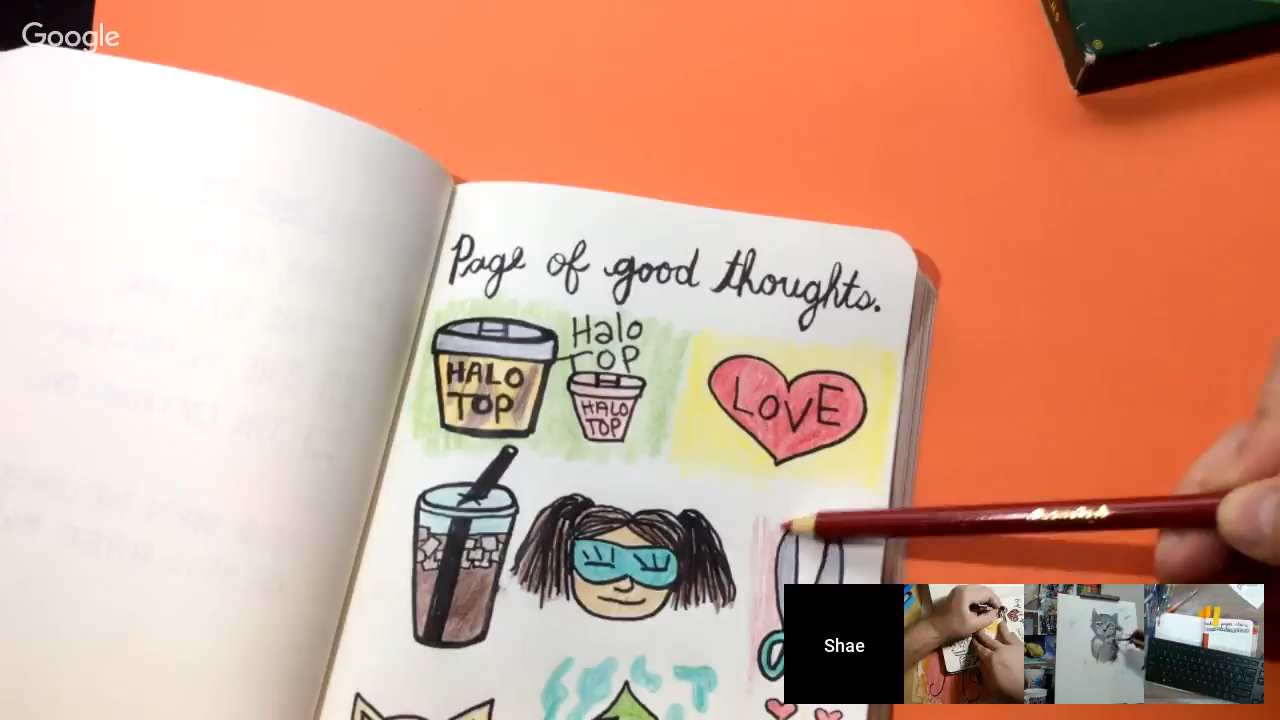 Google
Page of good thoughts.
Halo
TOP
HALO
TOP
HALO
TOP
LOVE
Shae